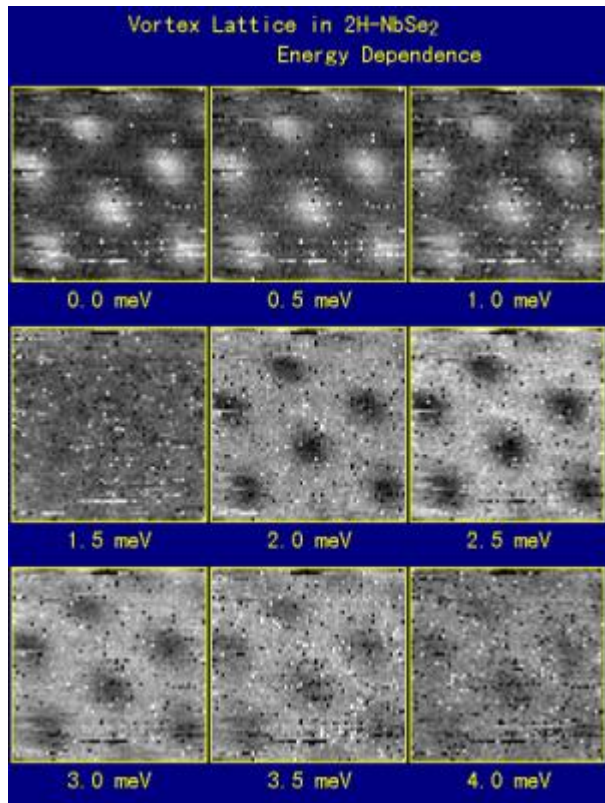 Vortex Lattice in 2H-NbSe2
Energy Dependence
0.0 meV
0.5 meV
1.0 meV
1.5 meV
2.0 meV
2.5 meV
3.0 meV
3.5 meV
4.0 meV